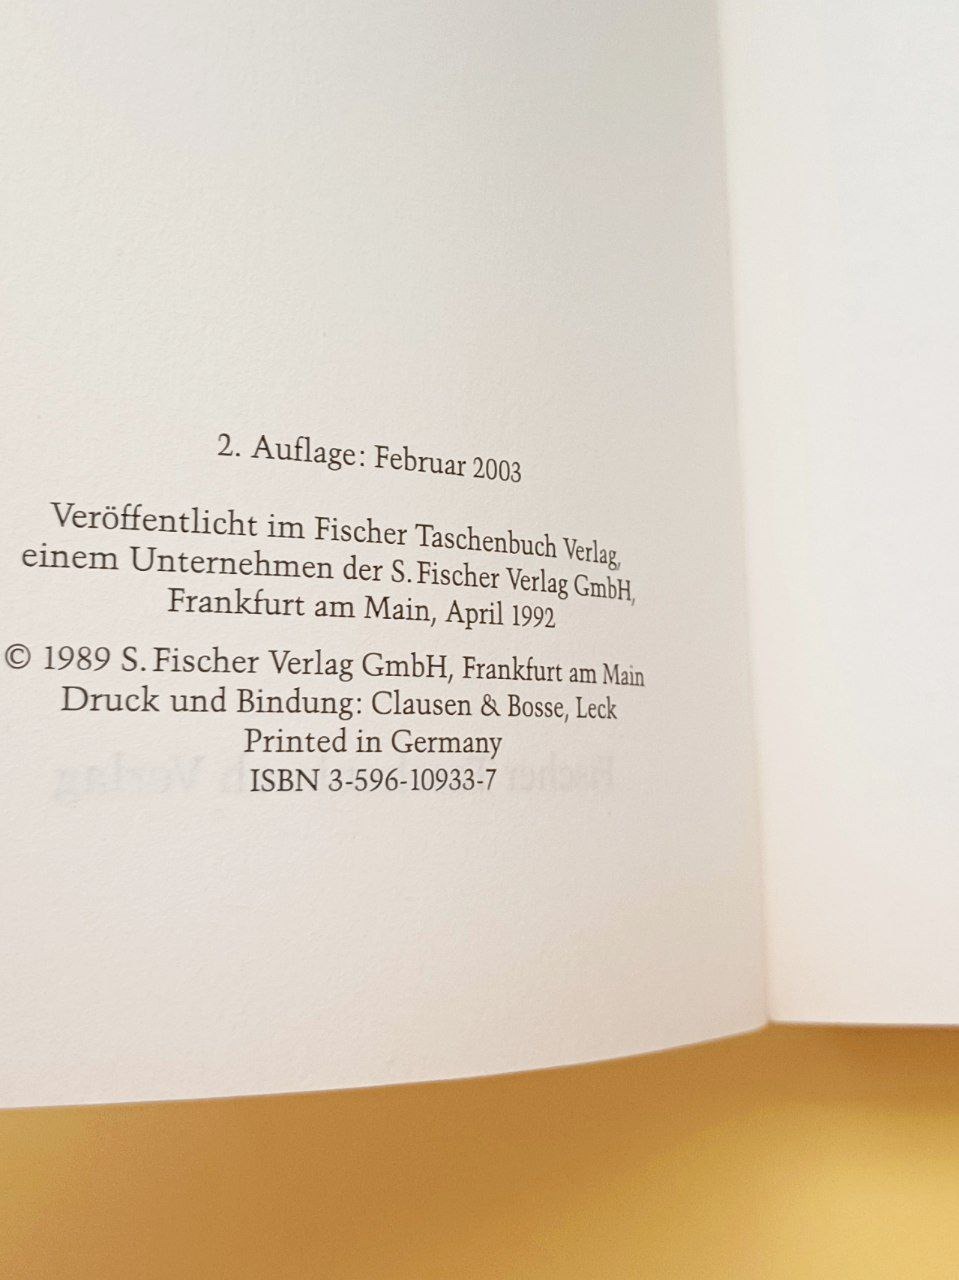 2. Auflage: Februar 2003
Veröffentlicht im Fischer Taschenbuch Verlag,
einem Unternehmen der S. Fischer Verlag GmbH,
Frankfurt am Main, April 1992
© 1989 S. Fischer Verlag GmbH, Frankfurt am Main
Druck und Bindung: Clausen & Bosse, Leck
Printed in Germany
ISBN 3-596-10933-7